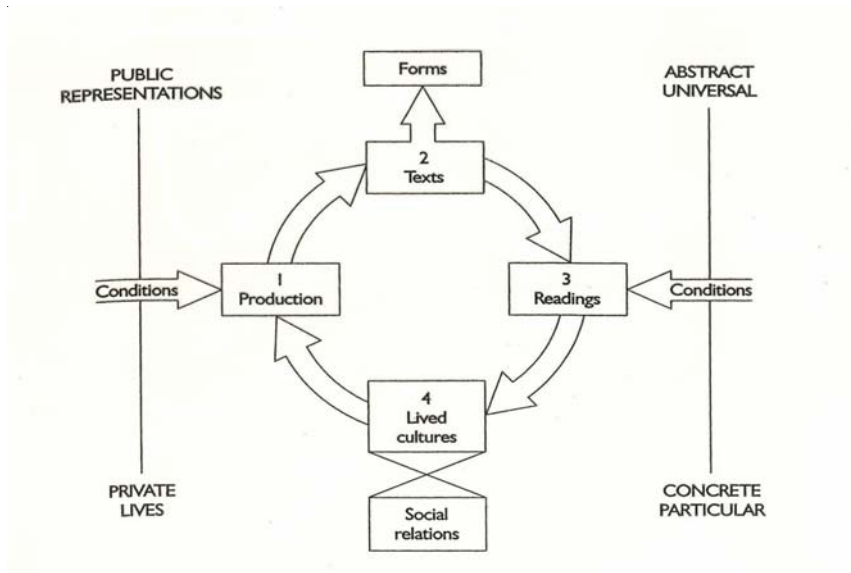 PUBLIC
REPRESENTATIONS
Forms
ABSTRACT
UNIVERSAL
2
Texts
Conditions
1
Production
3
Readings
Conditions
4
Lived
cultures
PRIVATE
LIVES
Social
relations
CONCRETE
PARTICULAR